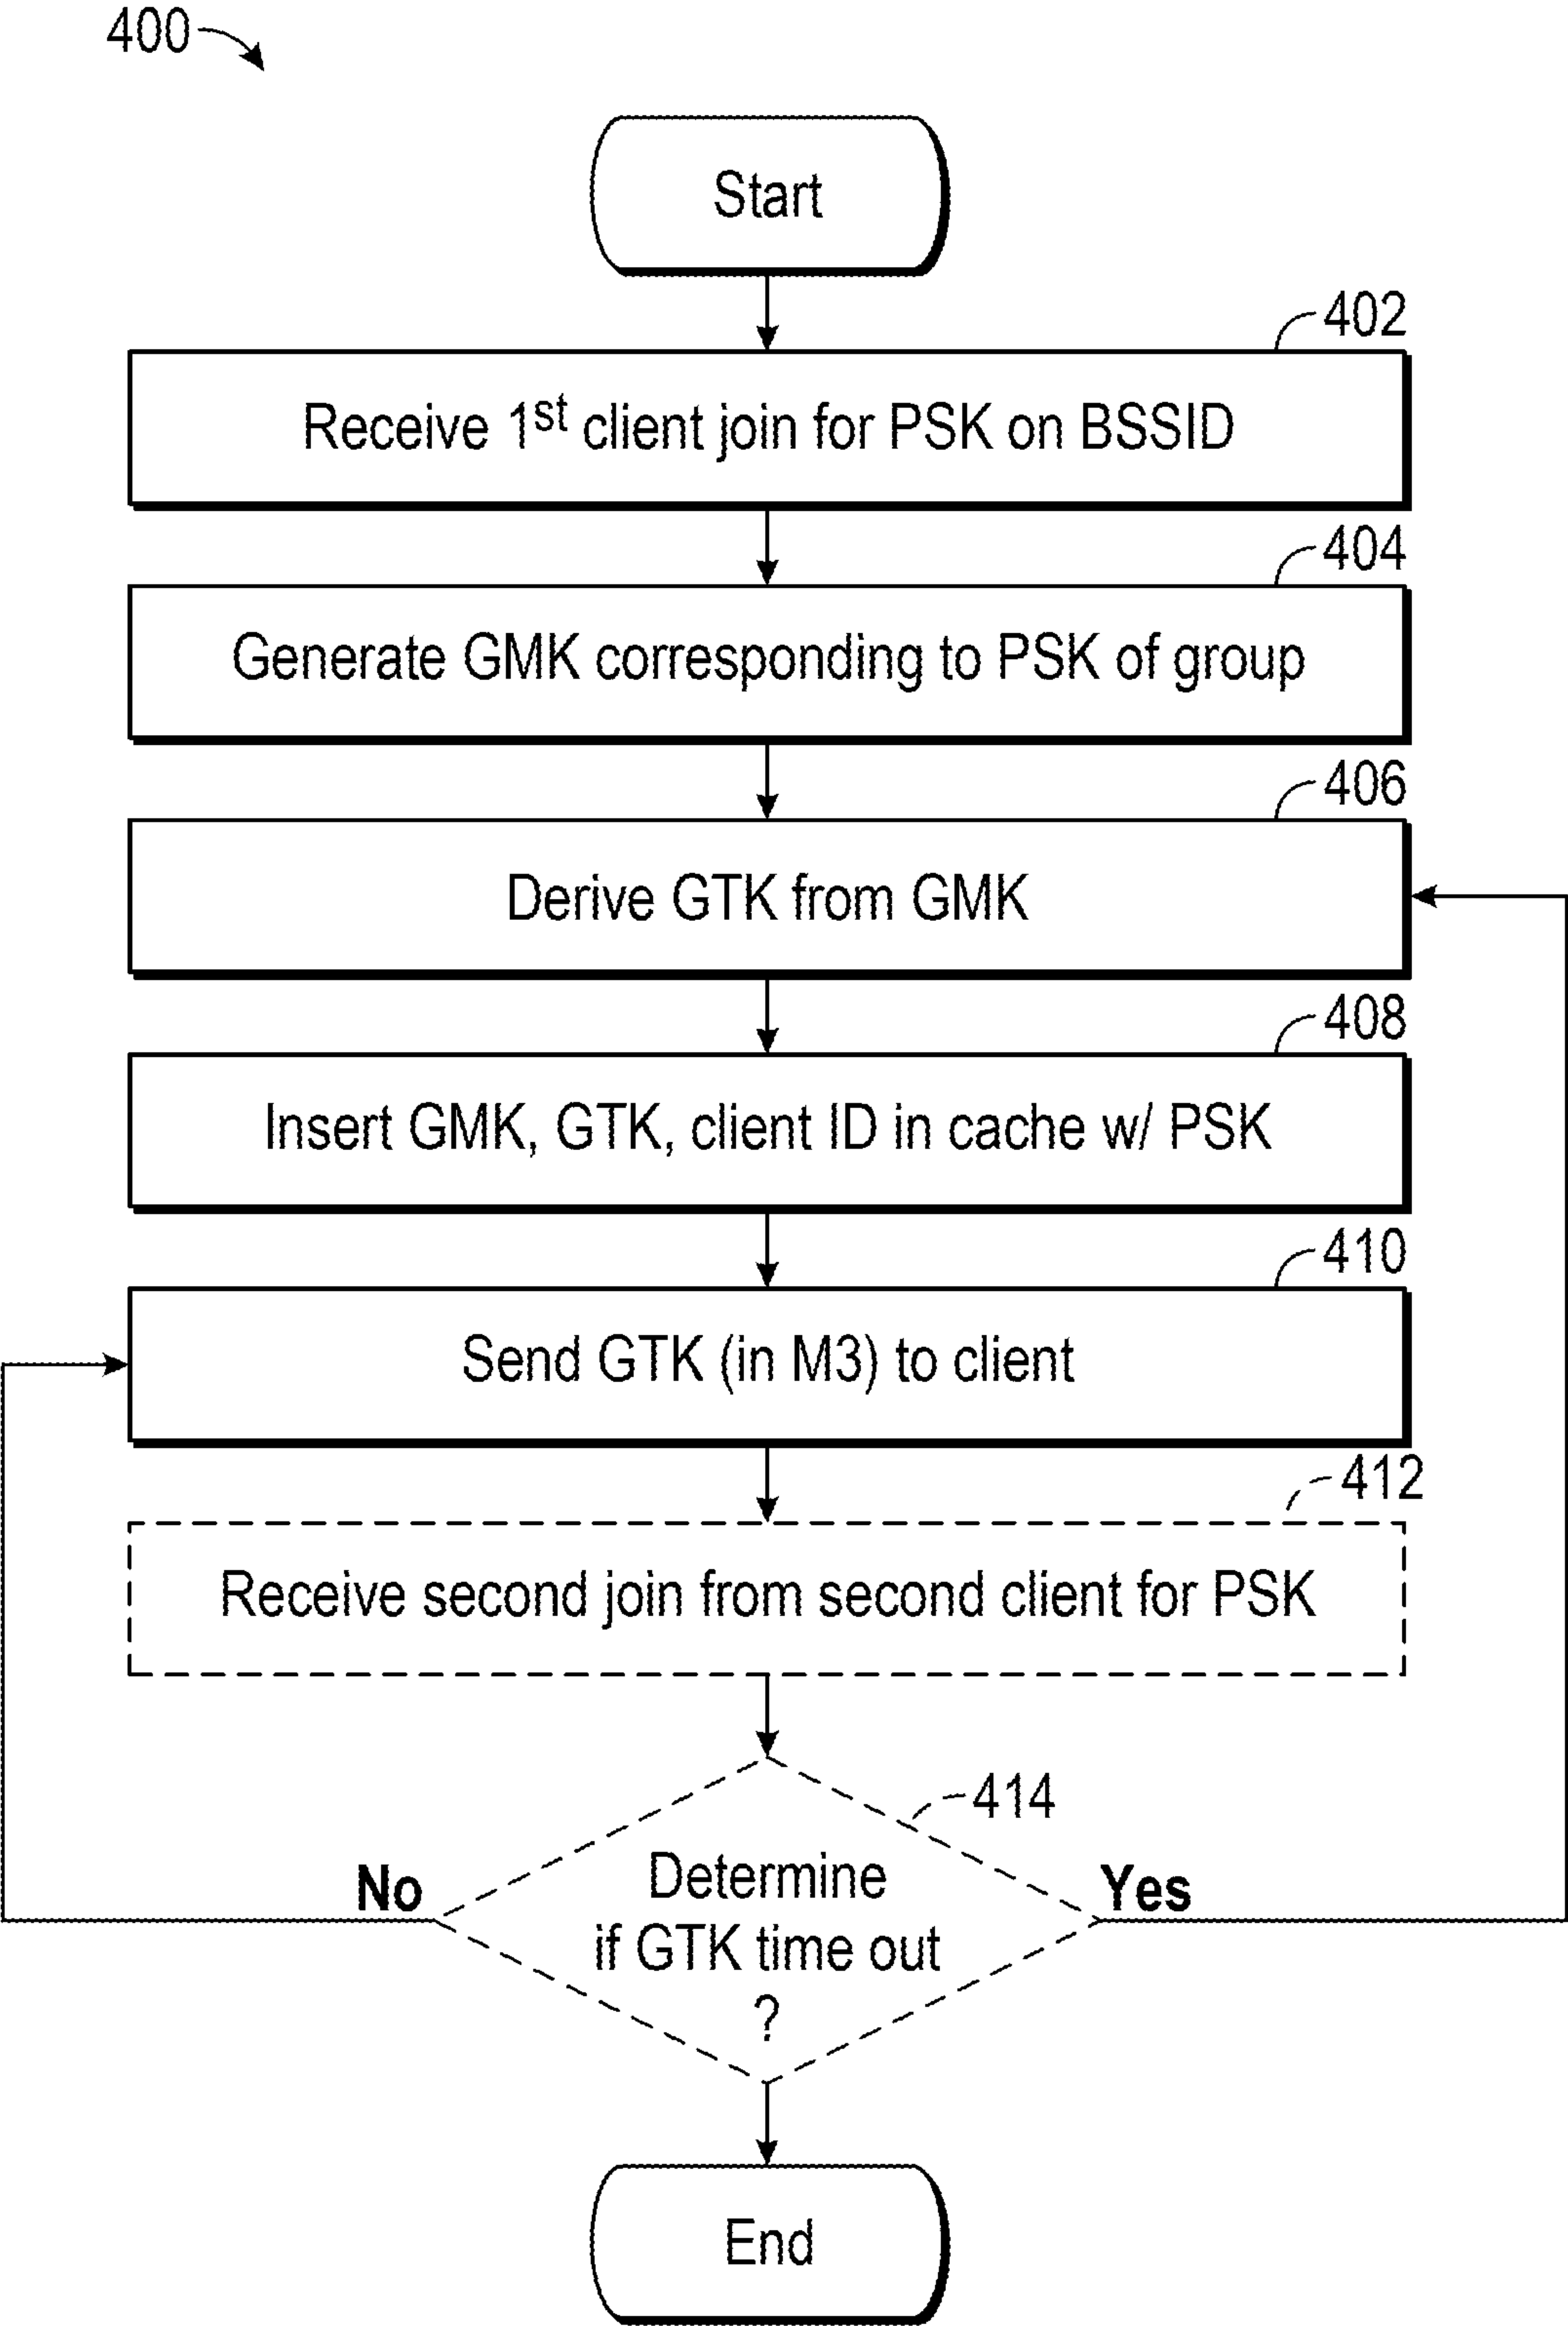 400
Start
402
Receive 1st client join for PSK on BSSID
404
Generate GMK corresponding to PSK of group
406
Derive GTK from GMK
408
Insert GMK, GTK, client ID in cache w/ PSK
410
Send GTK (in M3) to client
412
Receive second join from second client for PSK
414
No
Determine
Yes
if GTK time out
?
End